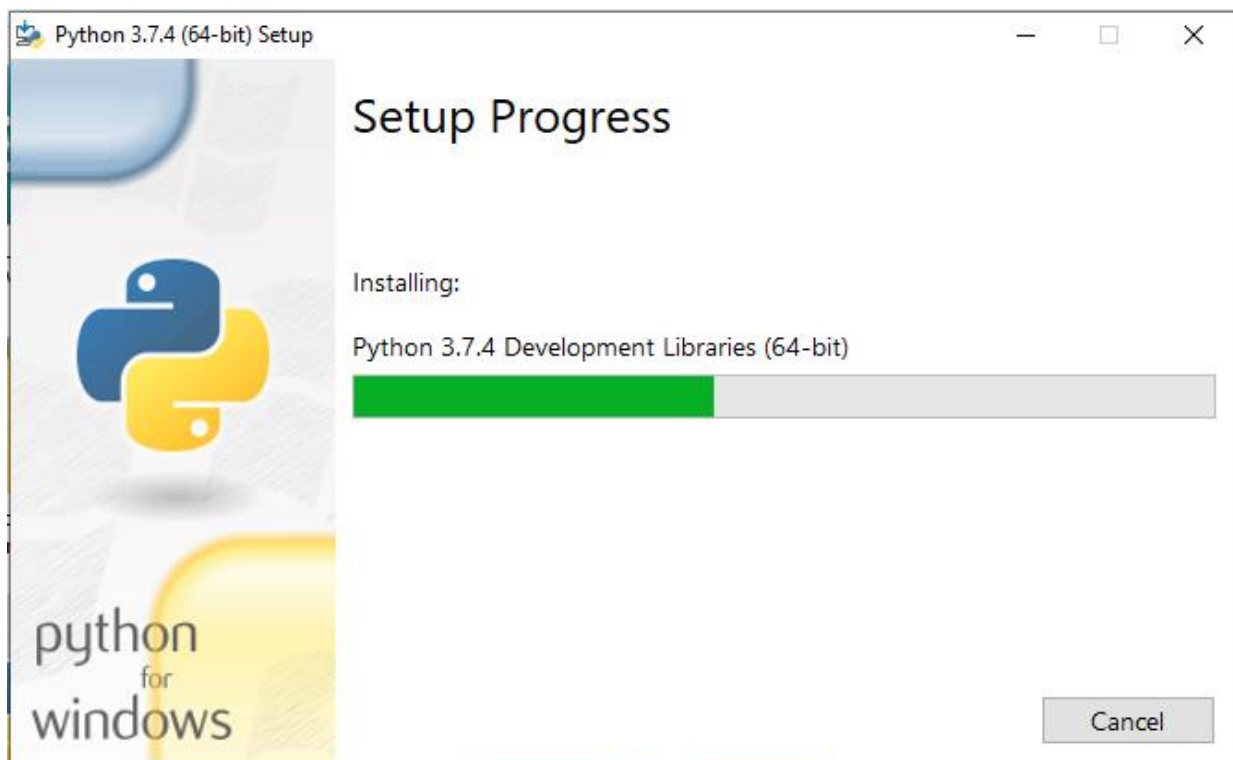 Python 3.7.4 (64-bit) Setup
Setup Progress
Installing:
Python 3.7.4 Development Libraries (64-bit)
python
for
windows
Cancel